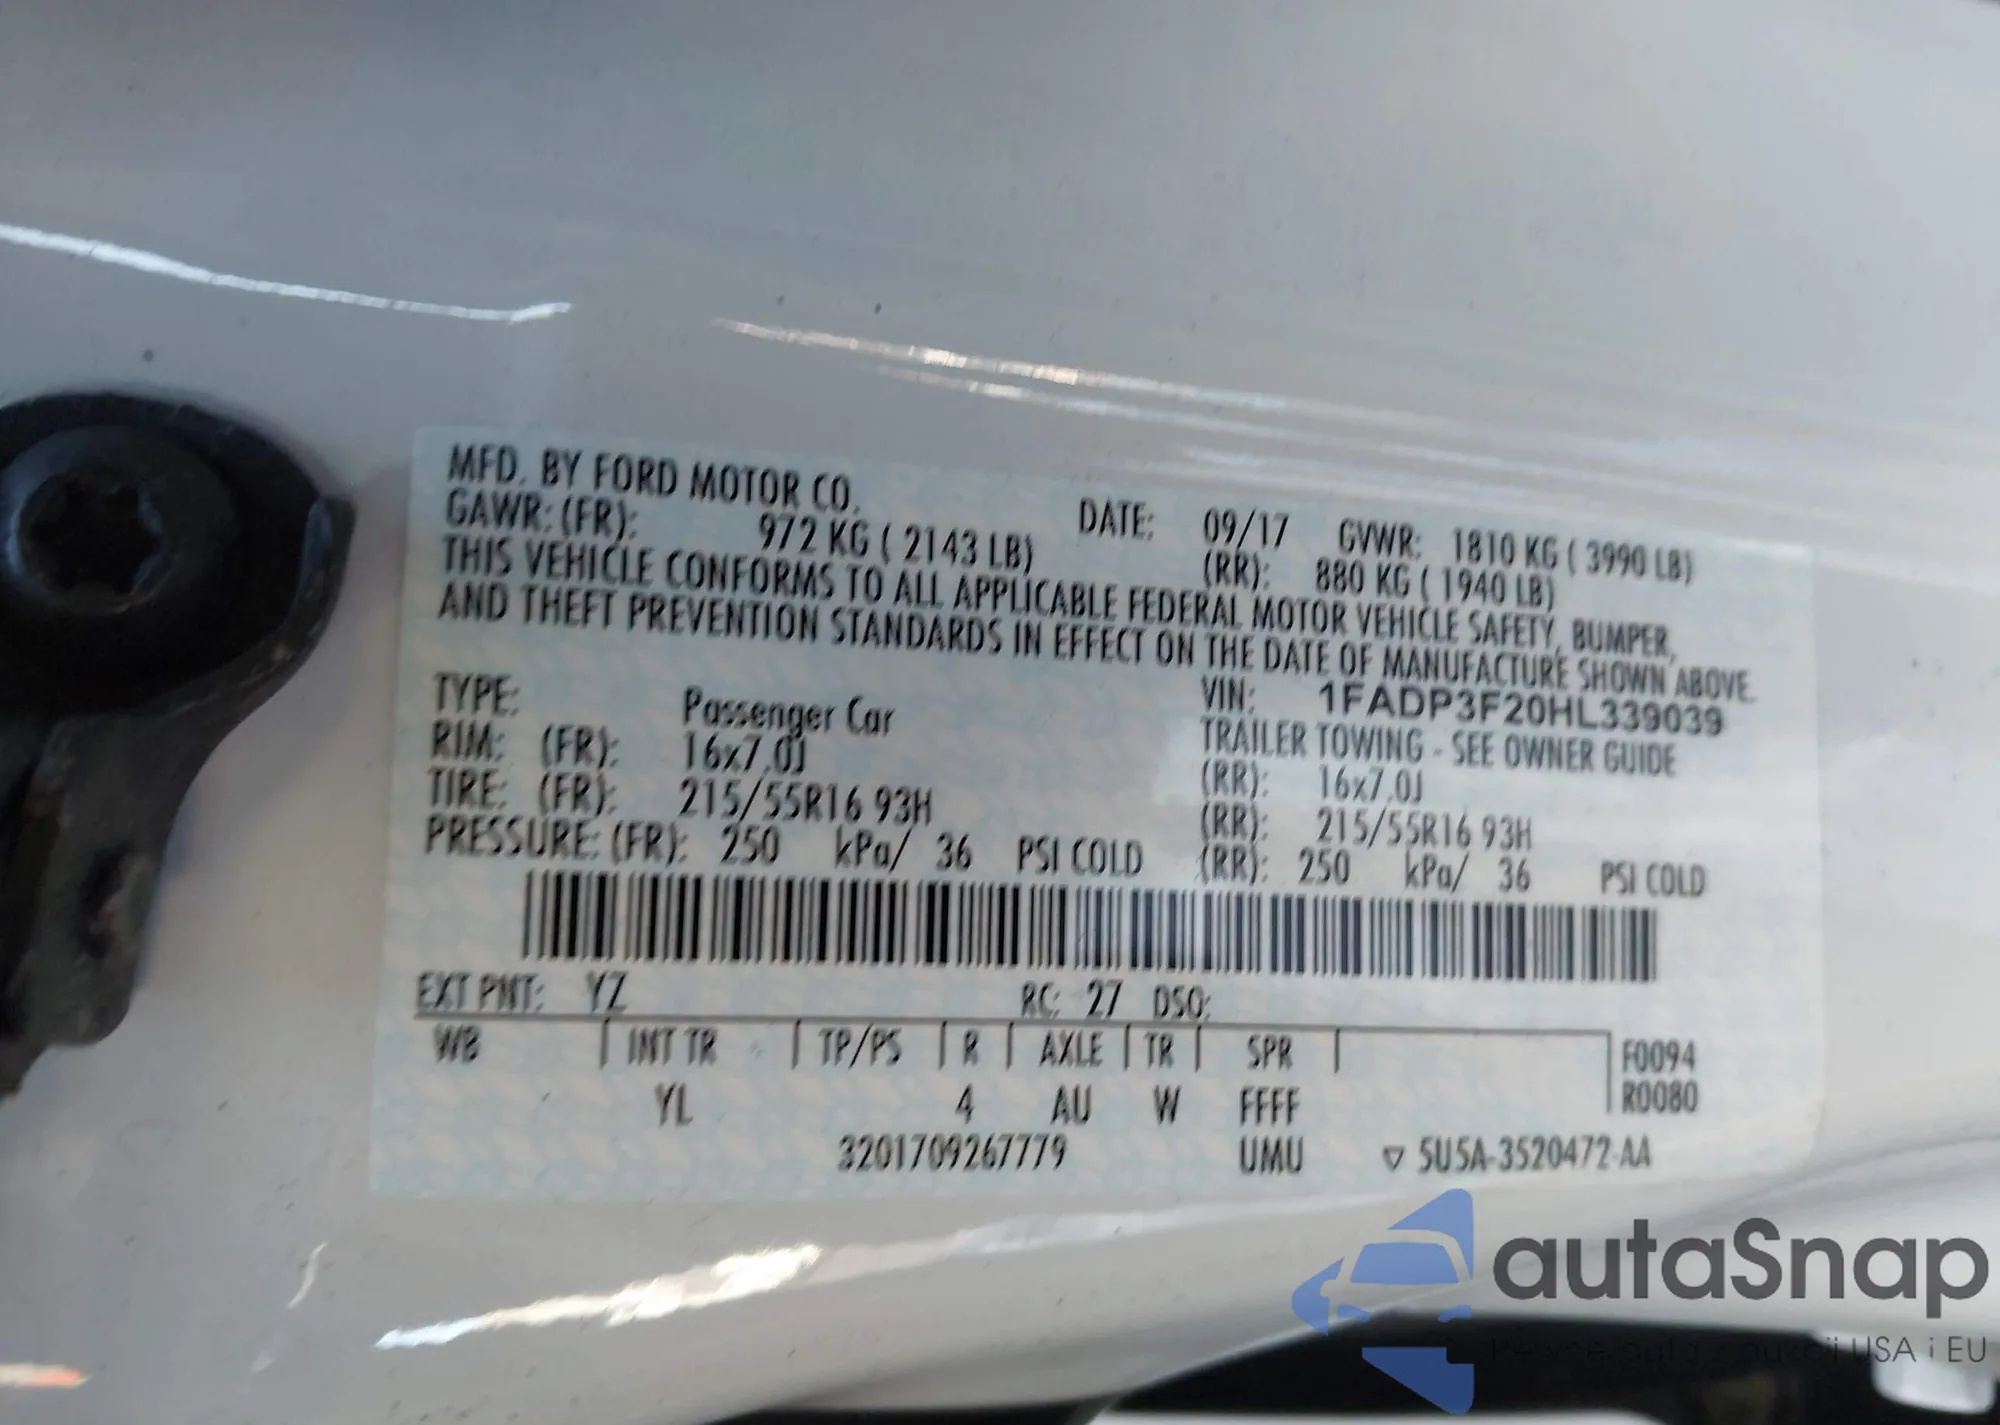 MFD. BY FORD MOTOR CO.
DATE: 09/17 GVWR: 1810 KG ( 3990 LB)
GAWR: (FR): 972 KG ( 2143 LB) (RR): 880 KG ( 1940 LB)
THIS VEHICLE CONFORMS TO ALL APPLICABLE FEDERAL MOTOR VEHICLE SAFETY, BUMPER,
AND THEFT PREVENTION STANDARDS IN EFFECT ON THE DATE OF MANUFACTURE SHOWN ABOVE.
VIN: 1FADP3F20HL339039
TYPE: Passenger Car TRAILER TOWING - SEE OWNER GUIDE
RIM: (FR): 16x7.0J (RR): 16x7.0J
TIRE: (FR): 215/55R16 93H (RR): 215/55R16 93H
PRESSURE: (FR): 250 kPa/ 36 PSI COLD (RR): 250 kPa/ 36 PSI COLD
EXT PNT: YZ RC: 27 DSO:
WB INT TR TP/PS R AXLE TR SPR F0094
YL 4 AU W FFFF R0080
3201709267779 UMU ▽ 5U5A-3520472-AA
autaSnap
USA i EU